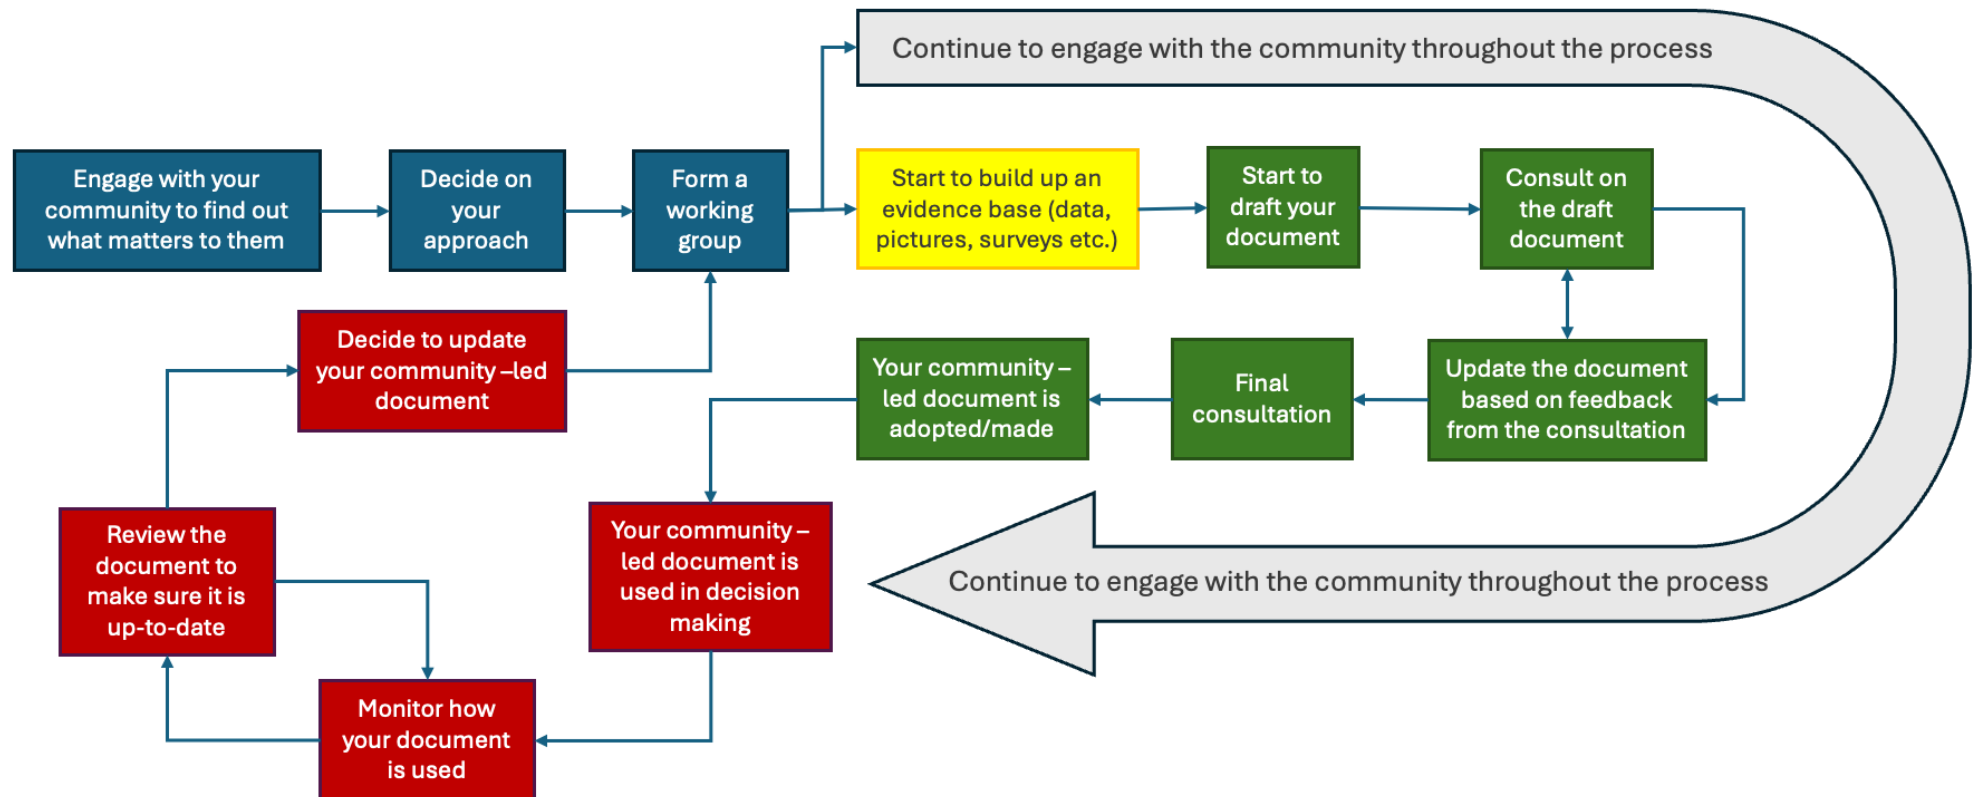 Continue to engage with the community throughout the process
Engage with your
community to find out
what matters to them
Decide on
your
approach
Form a
working
group
Start to build up an
evidence base (data,
pictures, surveys etc.)
Start to
draft your
document
Consult on
the draft
document
Decide to update
your community –led
document
Your community –
led document is
adopted/made
Final
consultation
Update the document
based on feedback
from the consultation
Review the
document to
make sure it is
up-to-date
Your community –
led document is
used in decision
making
Continue to engage with the community throughout the process
Monitor how
your document
is used